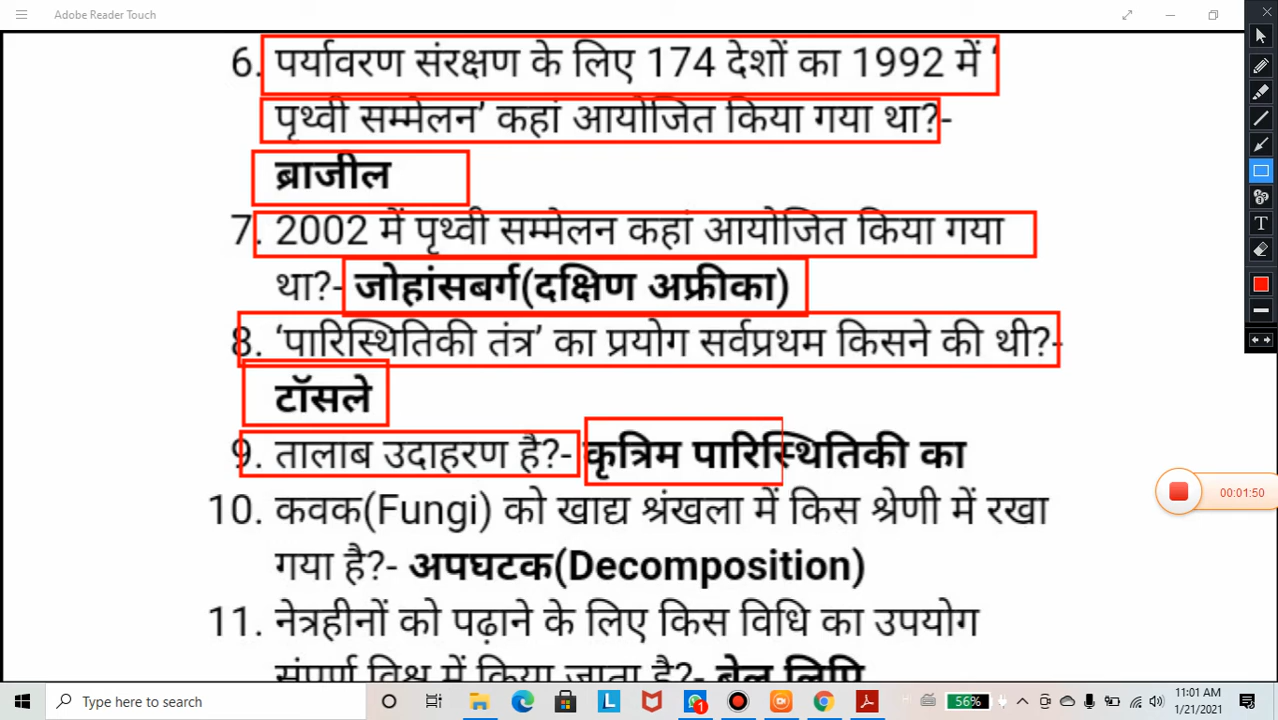 Adobe Reader Touch
6. पर्यावरण संरक्षण के लिए 174 देशों का 1992 में ‘
पृथ्वी सम्मेलन’ कहां आयोजित किया गया था?-
ब्राजील
7. 2002 में पृथ्वी सम्मेलन कहां आयोजित किया गया
था?- जोहांसबर्ग(दक्षिण अफ्रीका)
8. ‘पारिस्थितिकी तंत्र’ का प्रयोग सर्वप्रथम किसने की थी?-
टॉसले
9. तालाब उदाहरण है?- कृत्रिम पारिस्थितिकी का
10. कवक(Fungi) को खाद्य श्रंखला में किस श्रेणी में रखा
गया है?- अपघटक(Decomposition)
00:01:50
11. नेत्रहीनों को पढ़ाने के लिए किस विधि का उपयोग
संपूर्ण विश्व में किया जाता है?- ब्रेल लिपि
Type here to search
1
56%
11:01 AM
1/21/2021